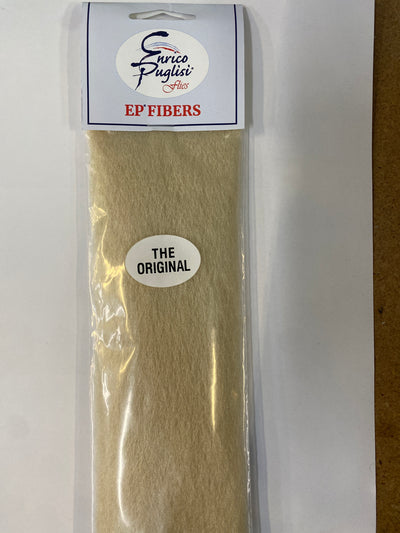 Enrico
Puglisi
Flies
EP FIBERS
THE
ORIGINAL